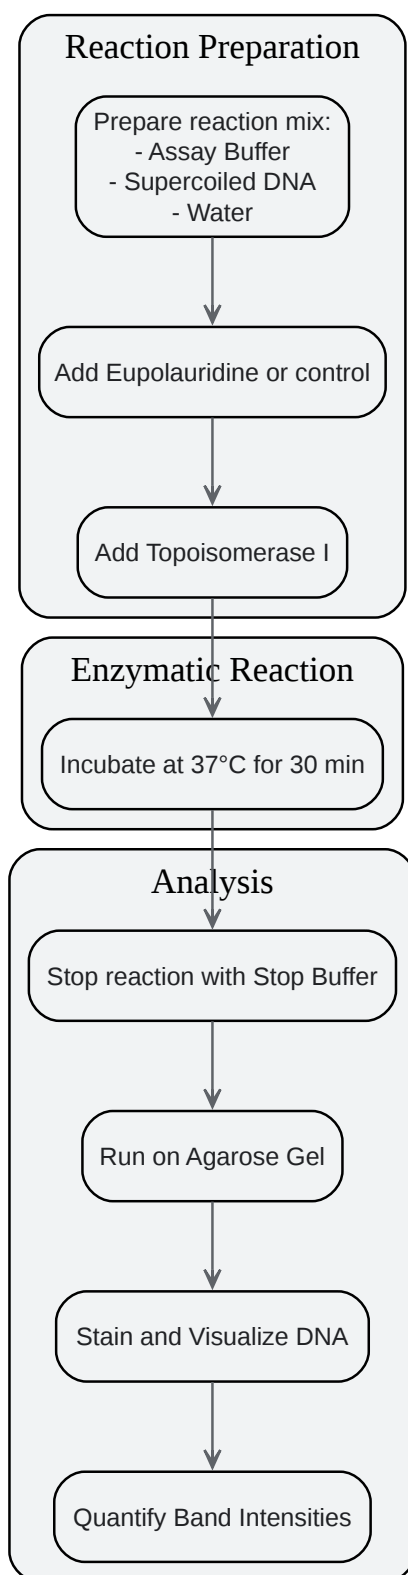 Reaction Preparation
Prepare reaction mix:
- Assay Buffer
- Supercoiled DNA
- Water
Add Eupolauridine or control
Add Topoisomerase I
Enzymatic Reaction
Incubate at 37°C for 30 min
Analysis
Stop reaction with Stop Buffer
Run on Agarose Gel
Stain and Visualize DNA
Quantify Band Intensities